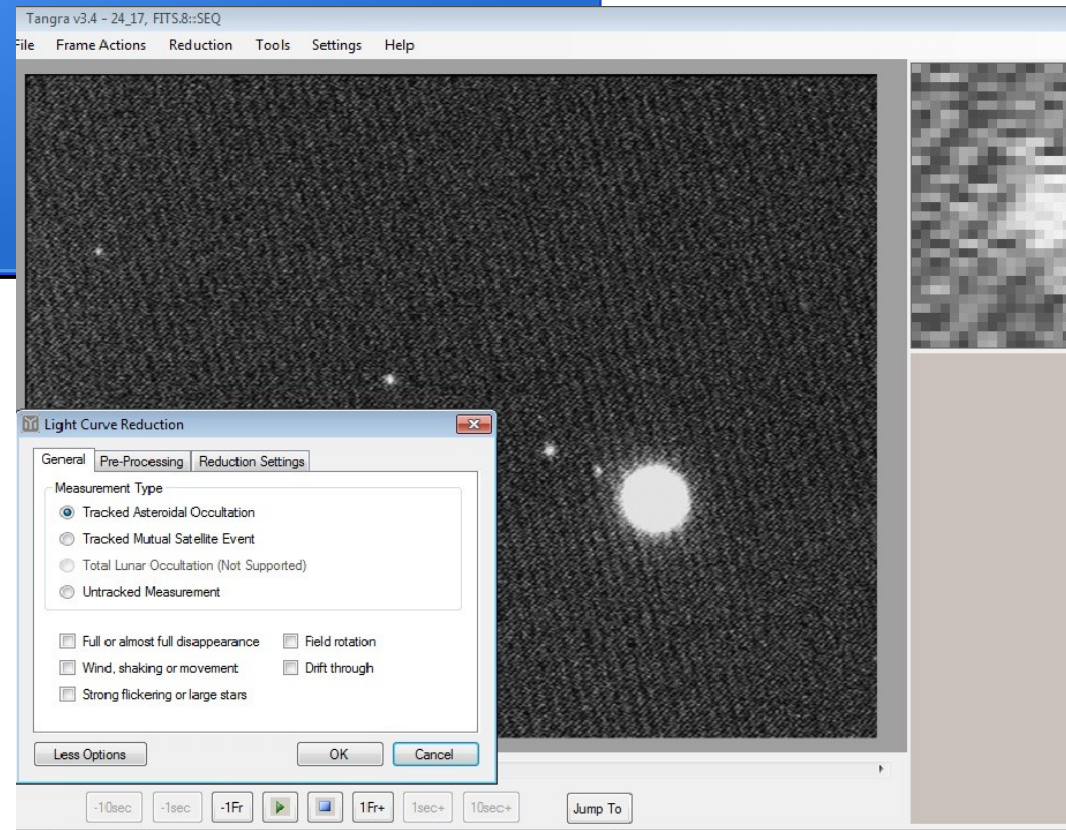 Tangra v3.4 - 24_17, FITS.8::SEQ
File Frame Actions Reduction Tools Settings Help
Light Curve Reduction
General Pre-Processing Reduction Settings
Measurement Type
Tracked Asteroidal Occultation
Tracked Mutual Satellite Event
Total Lunar Occultation (Not Supported)
Untracked Measurement
Full or almost full disappearance Field rotation
Wind, shaking or movement Drift through
Strong flickering or large stars
Less Options OK Cancel
-10sec -1sec -1Fr 1Fr+ 1sec+ 10sec+ Jump To